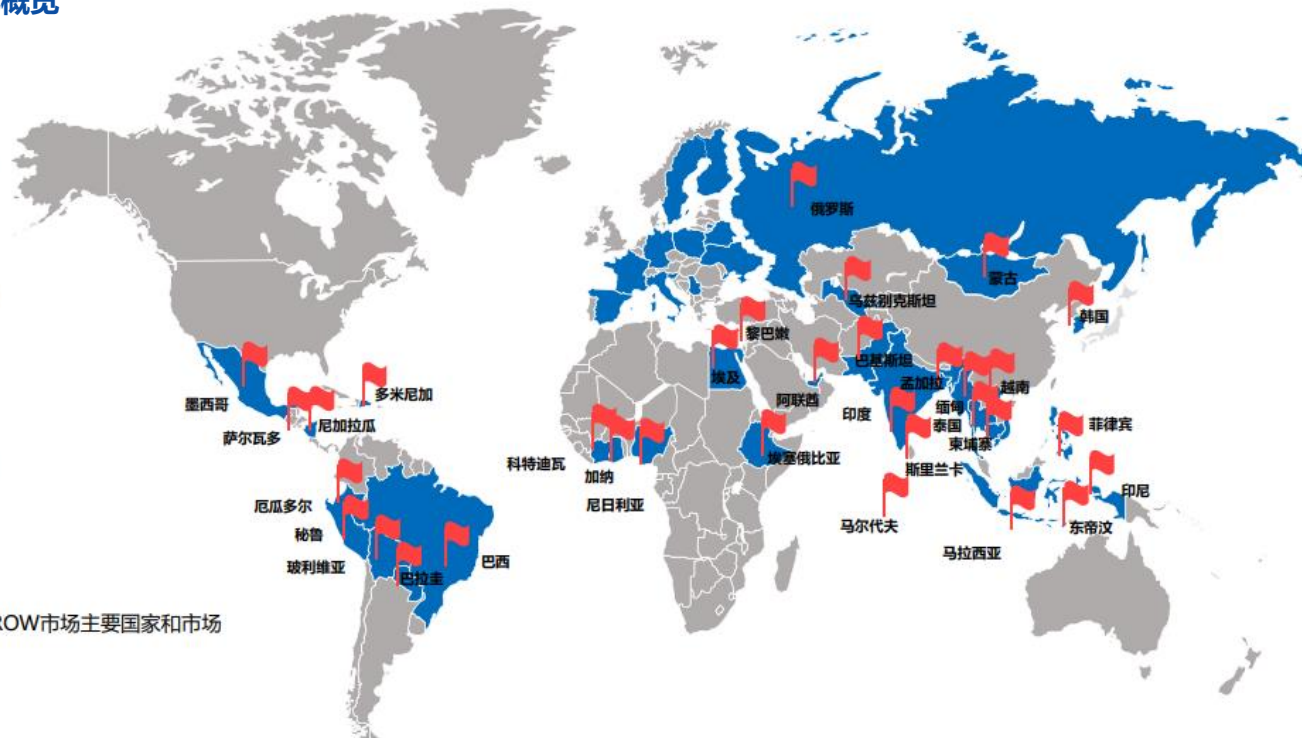 概览
俄罗斯
蒙古
乌兹别克斯坦
韩国
黎巴嫩
巴基斯坦
埃及
孟加拉
越南
多米尼加
阿联酋
墨西哥
印度
缅甸
萨尔瓦多
尼加拉瓜
泰国
菲律宾
柬埔寨
科特迪瓦
加纳
埃塞俄比亚
斯里兰卡
印尼
厄瓜多尔
尼日利亚
马尔代夫
东帝汶
秘鲁
马拉西亚
玻利维亚
巴拉圭
巴西
ROW市场主要国家和市场